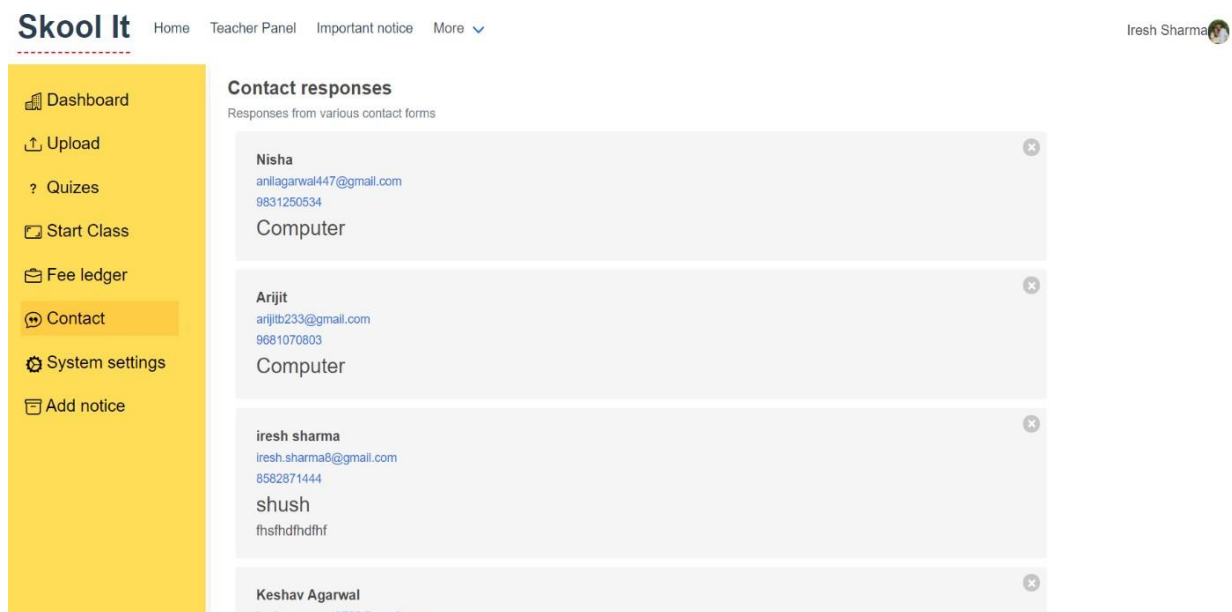 Skool It
Home Teacher Panel Important notice More
Iresh Sharma
Dashboard
Upload
? Quizes
Start Class
Fee ledger
Contact
System settings
Add notice
Contact responses
Responses from various contact forms
Nisha
anilagarwal447@gmail.com
9831250534
Computer
Arijit
arijitb233@gmail.com
9681070803
Computer
iresh sharma
iresh.sharma8@gmail.com
8582871444
shush
fhsfhdfhdfhf
Keshav Agarwal